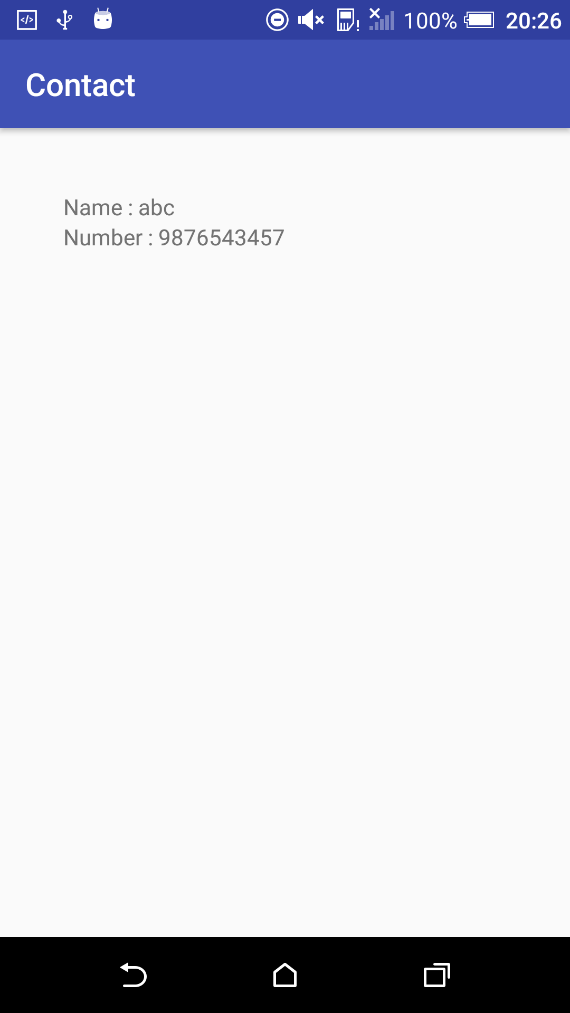 100% 20:26
Contact
Name : abc
Number : 9876543457